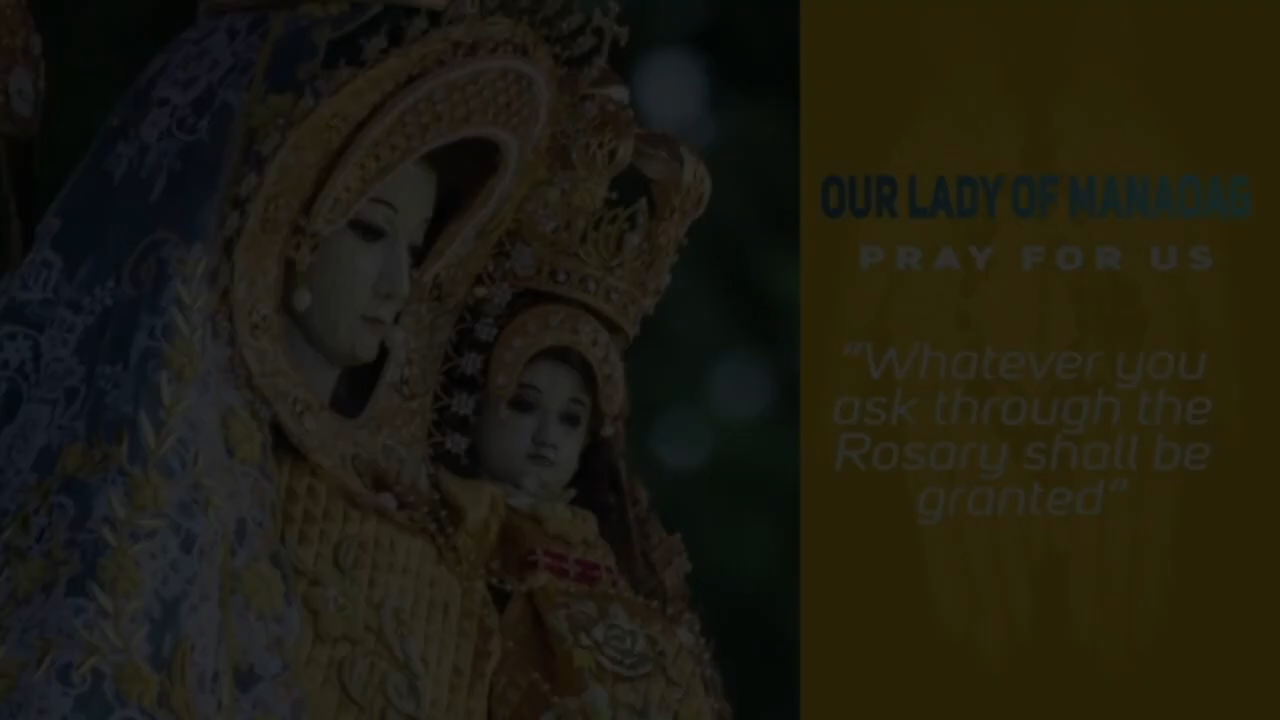 OUR LADY OF MANAOAG
PRAY FOR US
“Whatever you
ask through the
Rosary shall be
granted”